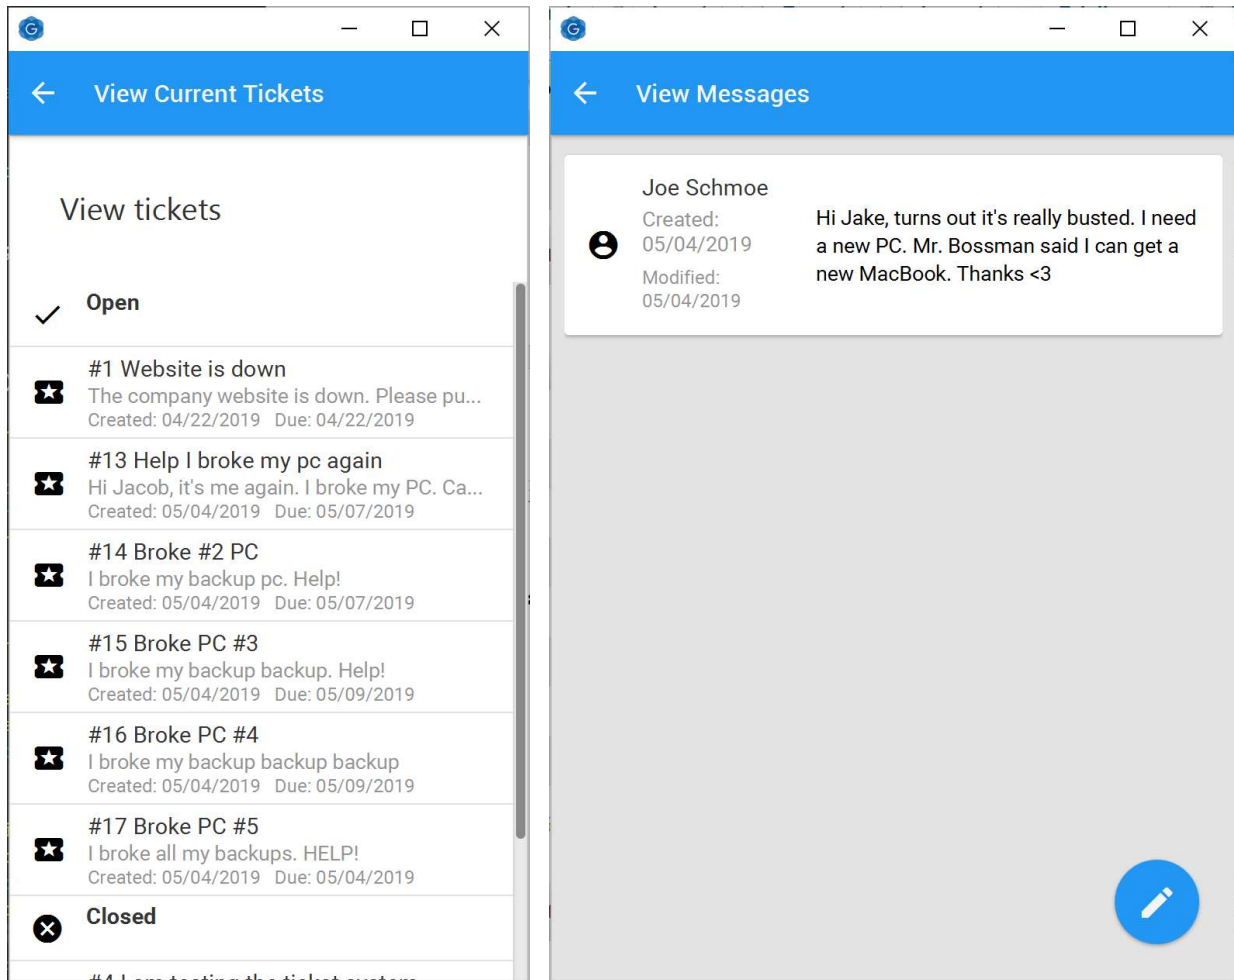 View Current Tickets
View tickets
Open
#1 Website is down
The company website is down. Please pu...
Created: 04/22/2019 Due: 04/22/2019
#13 Help I broke my pc again
Hi Jacob, it's me again. I broke my PC. Ca...
Created: 05/04/2019 Due: 05/07/2019
#14 Broke #2 PC
I broke my backup pc. Help!
Created: 05/04/2019 Due: 05/07/2019
#15 Broke PC #3
I broke my backup backup. Help!
Created: 05/04/2019 Due: 05/09/2019
#16 Broke PC #4
I broke my backup backup backup
Created: 05/04/2019 Due: 05/09/2019
#17 Broke PC #5
I broke all my backups. HELP!
Created: 05/04/2019 Due: 05/04/2019
Closed
#4 I am testing the ticket system
G
View Messages
Joe Schmoe
Created:
05/04/2019
Modified:
05/04/2019
Hi Jake, turns out it's really busted. I need
a new PC. Mr. Bossman said I can get a
new MacBook. Thanks <3